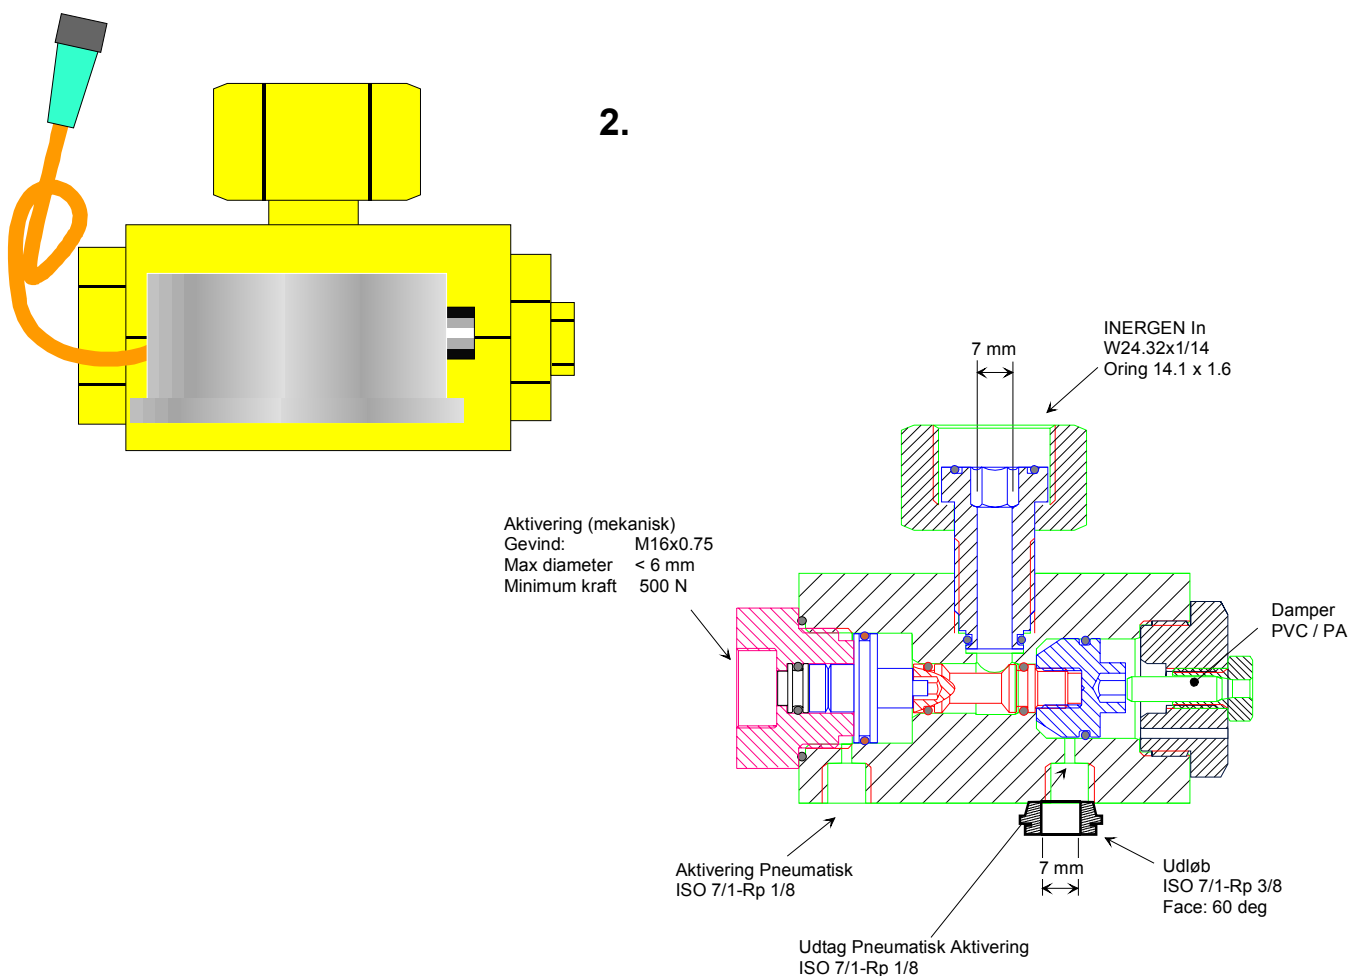 2.
7 mm
INERGEN In
W24.32x1/14
Oring 14.1 x 1.6
Aktivering (mekanisk)
Gevind: M16x0.75
Max diameter < 6 mm
Minimum kraft 500 N
Damper
PVC / PA
Aktivering Pneumatisk
ISO 7/1-Rp 1/8
7 mm
Udløb
ISO 7/1-Rp 3/8
Face: 60 deg
Udtag Pneumatisk Aktivering
ISO 7/1-Rp 1/8